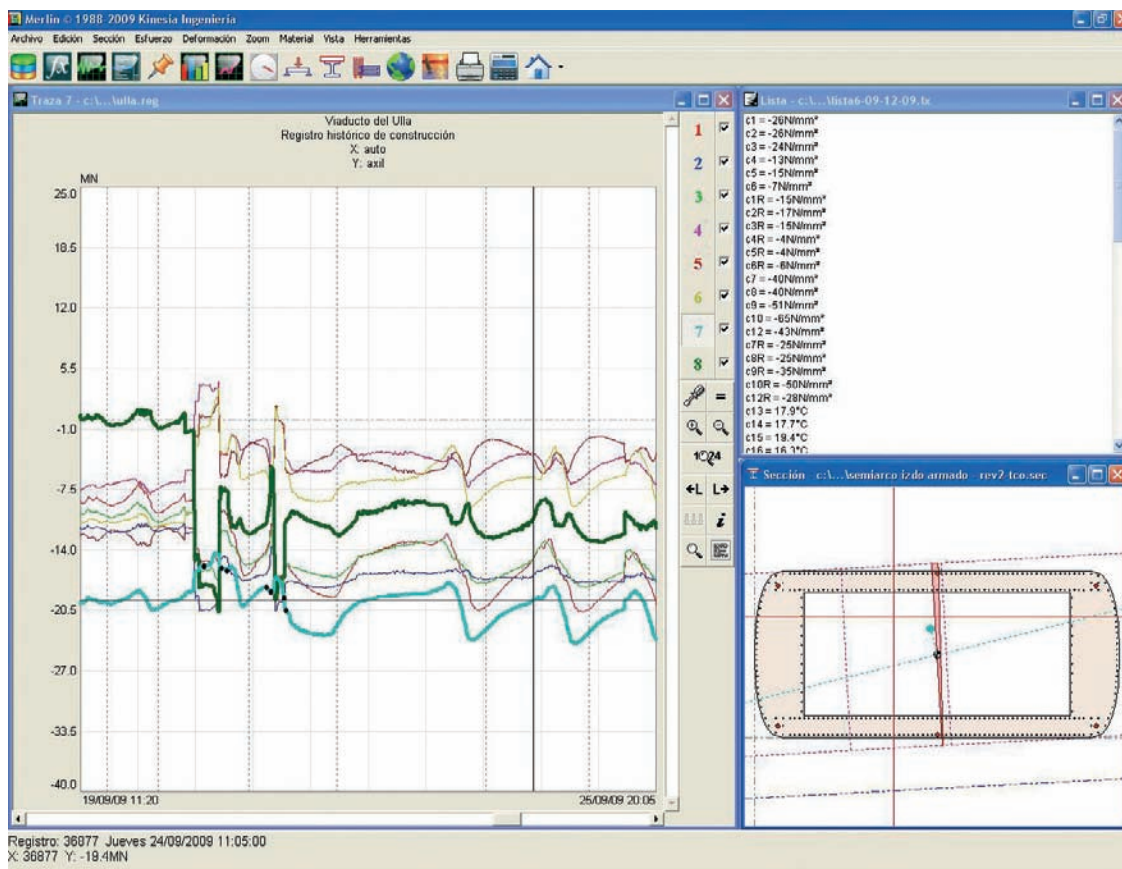 Merlin © 1988-2009 Kinesia Ingeniería
Archivo Edición Sección Esfuerzo Deformación Zoom Material Vista Herramientas
Traza 7 - c:\...\ulla.reg
Viaducto del Ulla
Registro histórico de construcción
X: auto
Y: axil
MN
25.0
18.5
12.0
5.5
-1.0
-7.5
-14.0
-20.5
-27.0
-33.5
-40.0
19/09/09 11:20
25/09/09 20:05
1
2
3
4
5
6
7
8
←L L→
i
Lista - c:\...\lista6-09-12-09.tx
c1 = -26N/mm²
c2 = -26N/mm²
c3 = -24N/mm²
c4 = -13N/mm²
c5 = -15N/mm²
c6 = -7N/mm²
c1R = -15N/mm²
c2R = -17N/mm²
c3R = -15N/mm²
c4R = -4N/mm²
c5R = -4N/mm²
c6R = -6N/mm²
c7 = -40N/mm²
c8 = -40N/mm²
c9 = -51N/mm²
c10 = -65N/mm²
c12 = -43N/mm²
c7R = -25N/mm²
c8R = -25N/mm²
c9R = -35N/mm²
c10R = -50N/mm²
c12R = -28N/mm²
c13 = 17.9°C
c14 = 17.7°C
c15 = 19.4°C
c16 = 16.3°C
Sección - c:\...\semiarco izdo armado - rev2-tco.sec
Registro: 36877 Jueves 24/09/2009 11:05:00
X: 36877 Y: -19.4MN